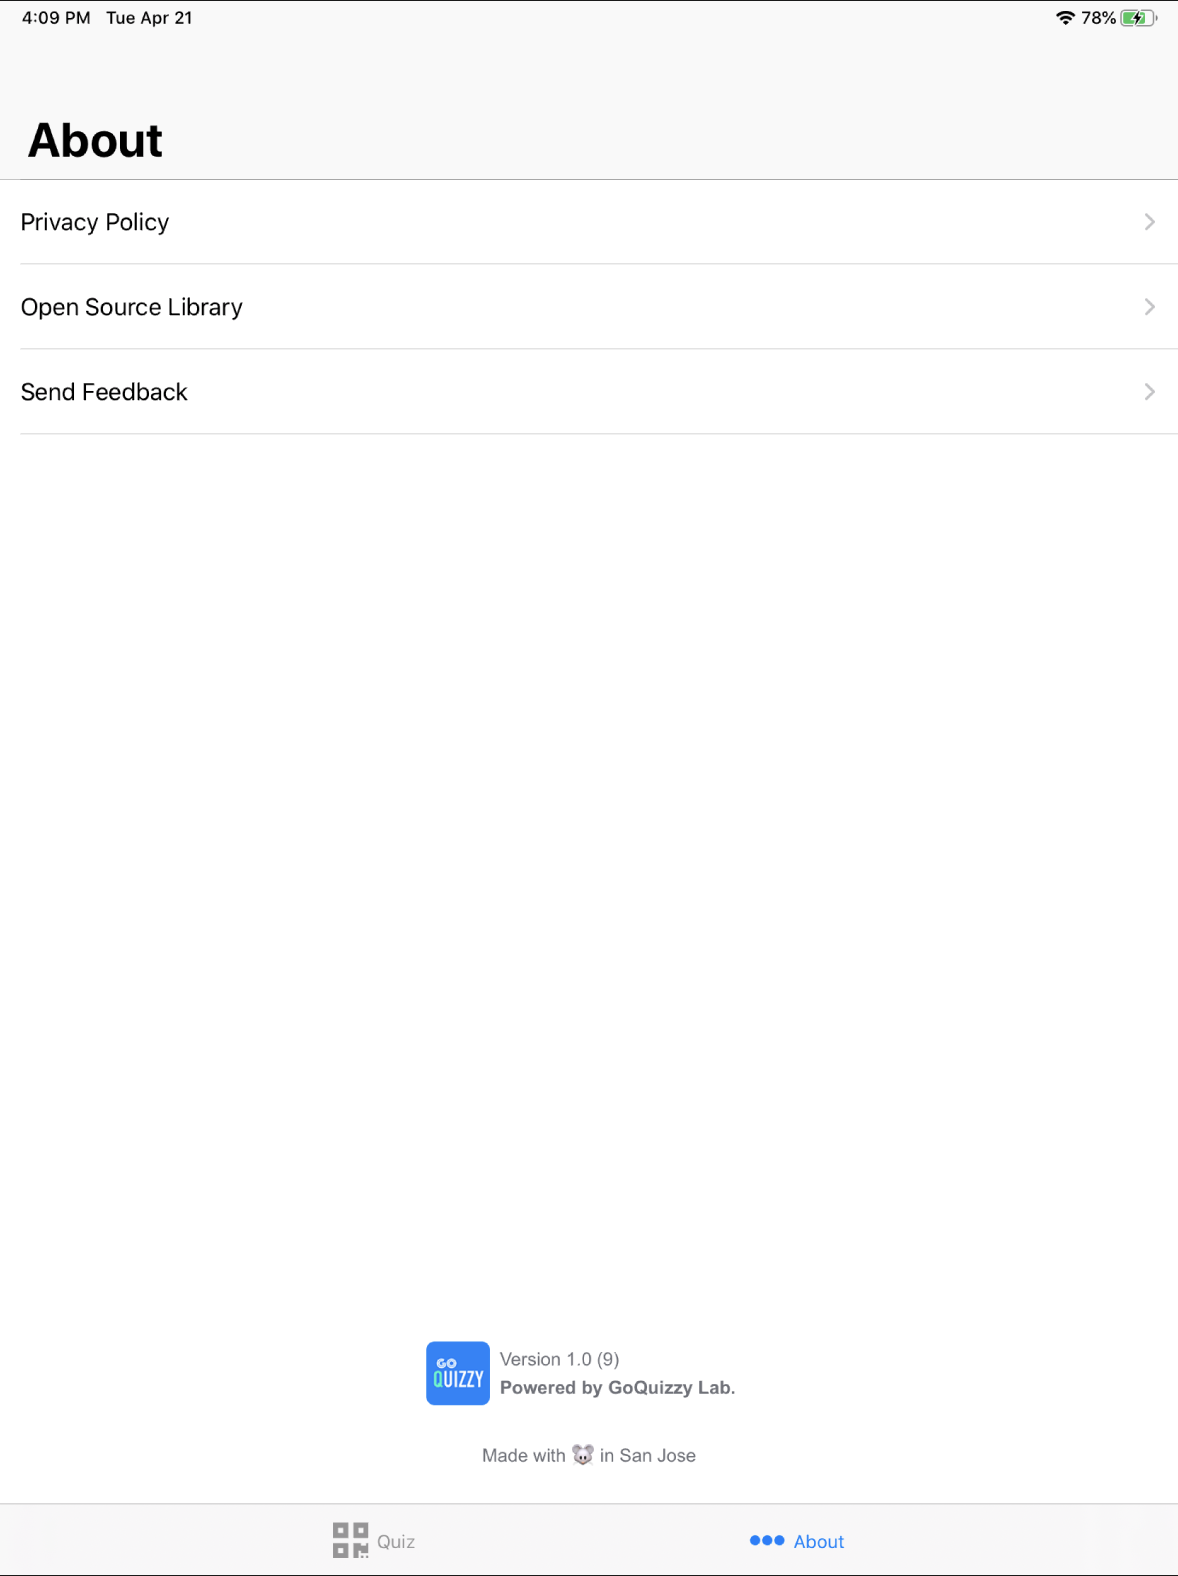 4:09 PM Tue Apr 21
78%
About
Privacy Policy
Open Source Library
Send Feedback
GO
QUIZZY
Version 1.0 (9)
Powered by GoQuizzy Lab.
Made with 🐭 in San Jose
Quiz
About